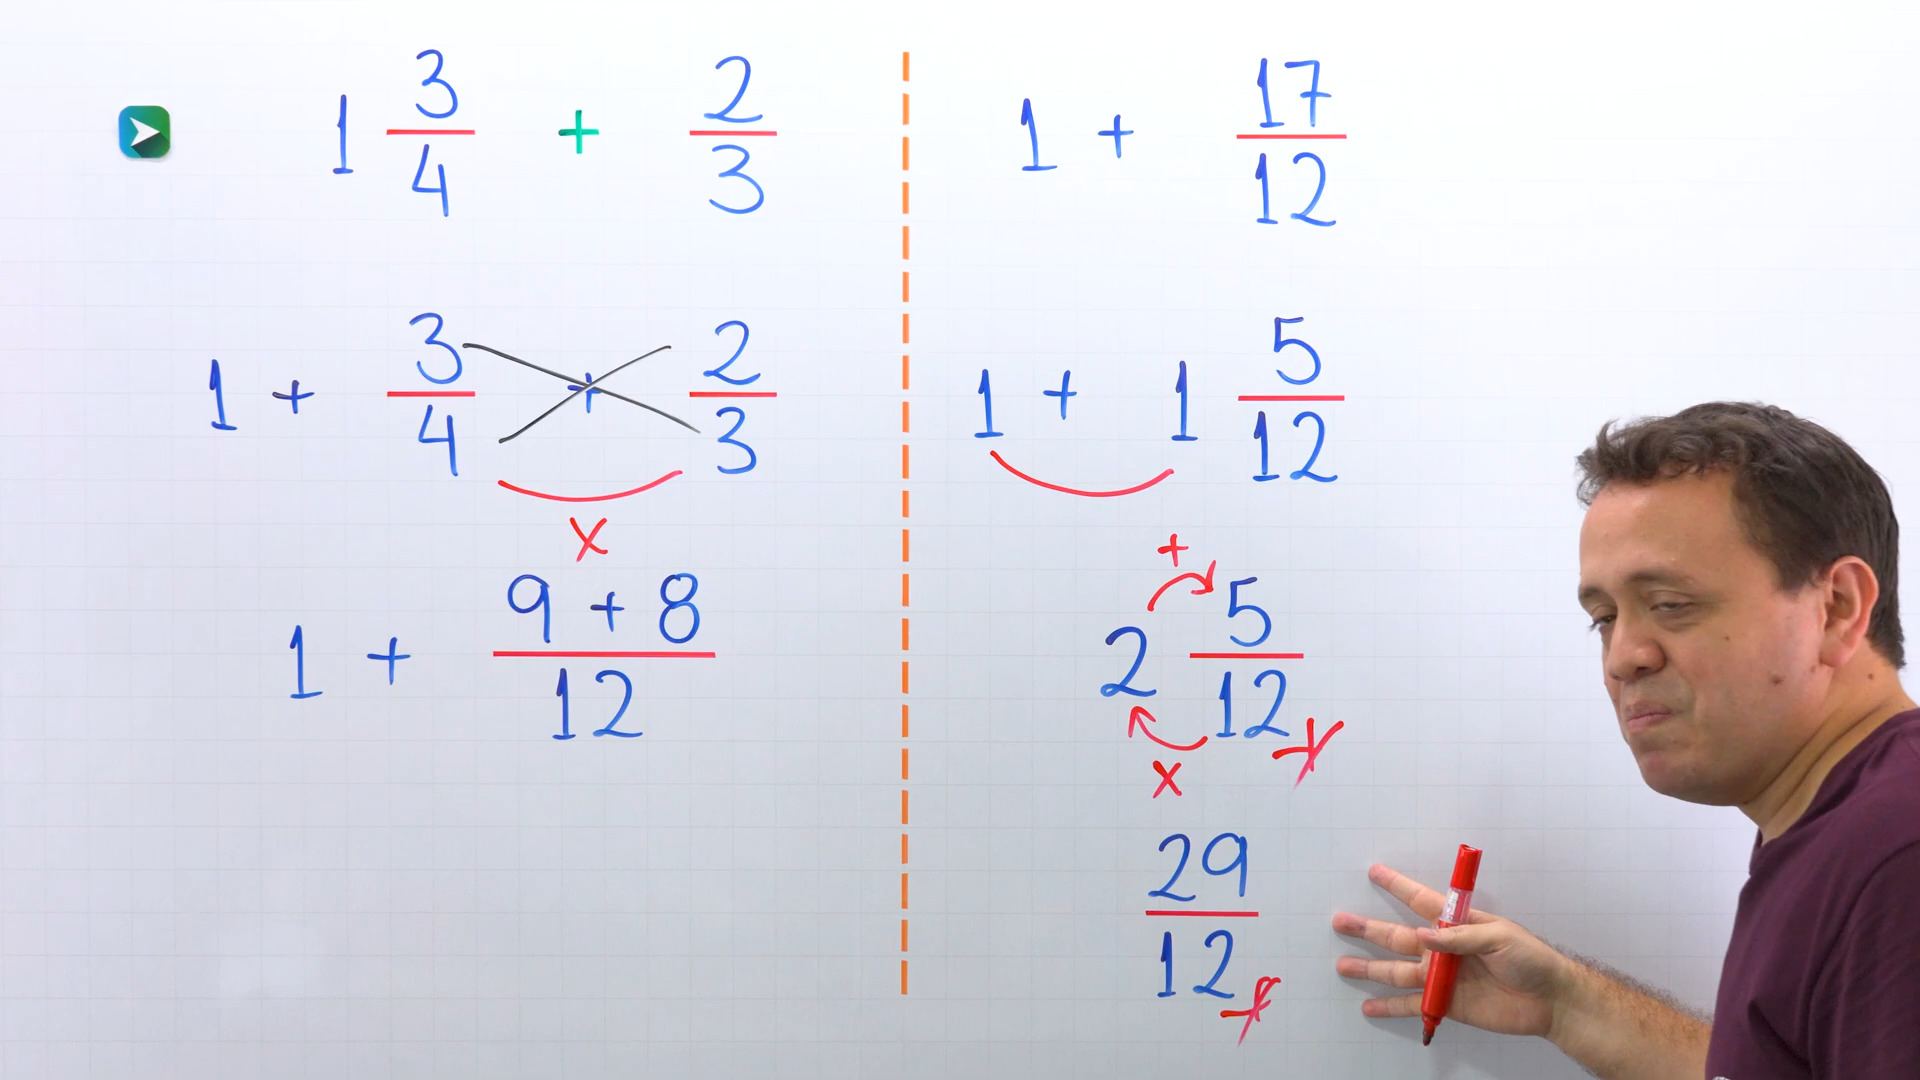 1 3/4 + 2/3
1 + 3/4 + 2/3
x
1 + 9 + 8/12
1 + 17/12
1 + 1 5/12
+
2 5/12
x
29/12